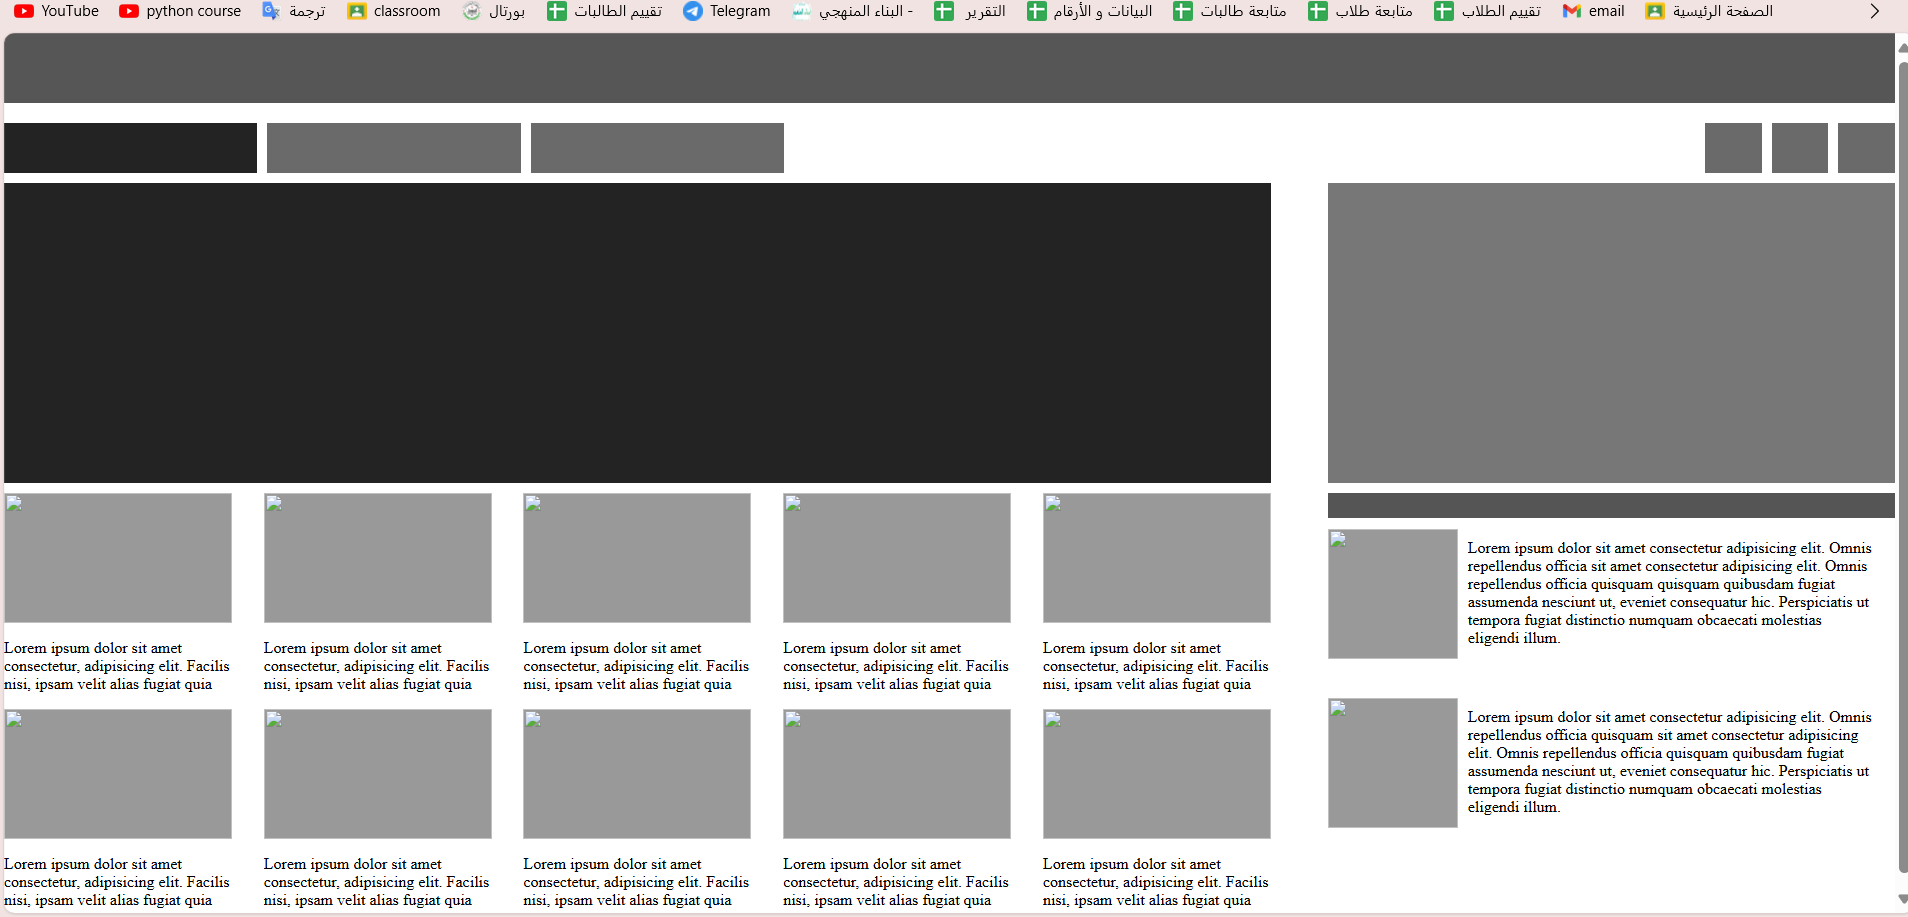 YouTube
python course
ترجمة
classroom
بورتال
تقييم الطالبات
Telegram
البناء المنهجي -
التقرير
البيانات و الأرقام
متابعة طالبات
متابعة طلاب
تقييم الطلاب
email
الصفحة الرئيسية
Lorem ipsum dolor sit amet
consectetur, adipisicing elit. Facilis
nisi, ipsam velit alias fugiat quia
Lorem ipsum dolor sit amet
consectetur, adipisicing elit. Facilis
nisi, ipsam velit alias fugiat quia
Lorem ipsum dolor sit amet
consectetur, adipisicing elit. Facilis
nisi, ipsam velit alias fugiat quia
Lorem ipsum dolor sit amet
consectetur, adipisicing elit. Facilis
nisi, ipsam velit alias fugiat quia
Lorem ipsum dolor sit amet
consectetur, adipisicing elit. Facilis
nisi, ipsam velit alias fugiat quia
Lorem ipsum dolor sit amet
consectetur, adipisicing elit. Facilis
nisi, ipsam velit alias fugiat quia
Lorem ipsum dolor sit amet
consectetur, adipisicing elit. Facilis
nisi, ipsam velit alias fugiat quia
Lorem ipsum dolor sit amet
consectetur, adipisicing elit. Facilis
nisi, ipsam velit alias fugiat quia
Lorem ipsum dolor sit amet
consectetur, adipisicing elit. Facilis
nisi, ipsam velit alias fugiat quia
Lorem ipsum dolor sit amet
consectetur, adipisicing elit. Facilis
nisi, ipsam velit alias fugiat quia
Lorem ipsum dolor sit amet consectetur adipisicing elit. Omnis
repellendus officia sit amet consectetur adipisicing elit. Omnis
repellendus officia quisquam quisquam quibusdam fugiat
assumenda nesciunt ut, eveniet consequatur hic. Perspiciatis ut
tempora fugiat distinctio numquam obcaecati molestias
eligendi illum.
Lorem ipsum dolor sit amet consectetur adipisicing elit. Omnis
repellendus officia quisquam sit amet consectetur adipisicing
elit. Omnis repellendus officia quisquam quibusdam fugiat
assumenda nesciunt ut, eveniet consequatur hic. Perspiciatis ut
tempora fugiat distinctio numquam obcaecati molestias
eligendi illum.